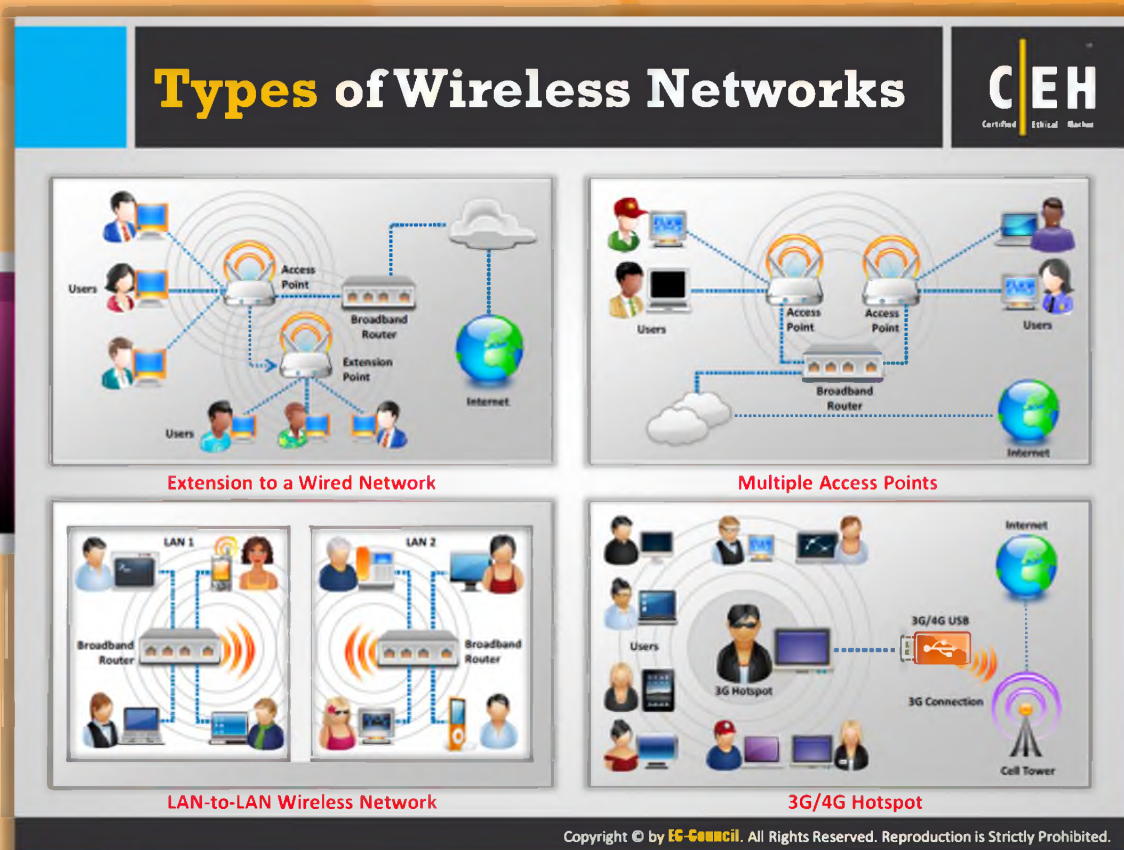 Types of Wireless Networks
CEH
Certified Ethical Hacker
Users
Access
Point
Broadband
Router
Extension
Point
Users
Internet
Extension to a Wired Network
Users
Access
Point
Access
Point
Users
Broadband
Router
Internet
Multiple Access Points
LAN 1
Broadband
Router
LAN 2
Broadband
Router
LAN-to-LAN Wireless Network
Users
3G Hotspot
3G/4G USB
3G Connection
Internet
Cell Tower
3G/4G Hotspot
Copyright © by EC-Council. All Rights Reserved. Reproduction is Strictly Prohibited.